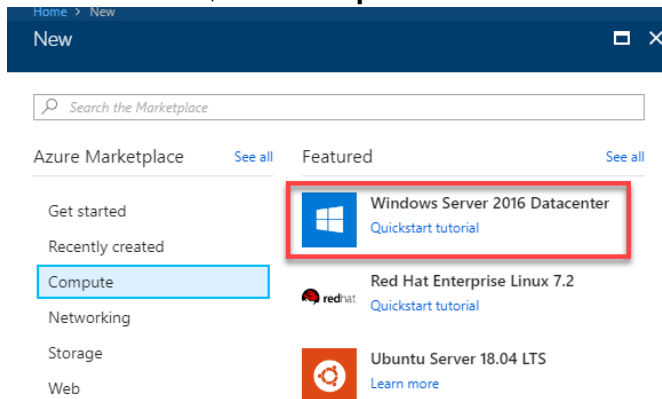 Home > New
New
Search the Marketplace
Azure Marketplace See all
Featured See all
Get started
Recently created
Compute
Networking
Storage
Web
Windows Server 2016 Datacenter
Quickstart tutorial
redhat
Red Hat Enterprise Linux 7.2
Quickstart tutorial
Ubuntu Server 18.04 LTS
Learn more